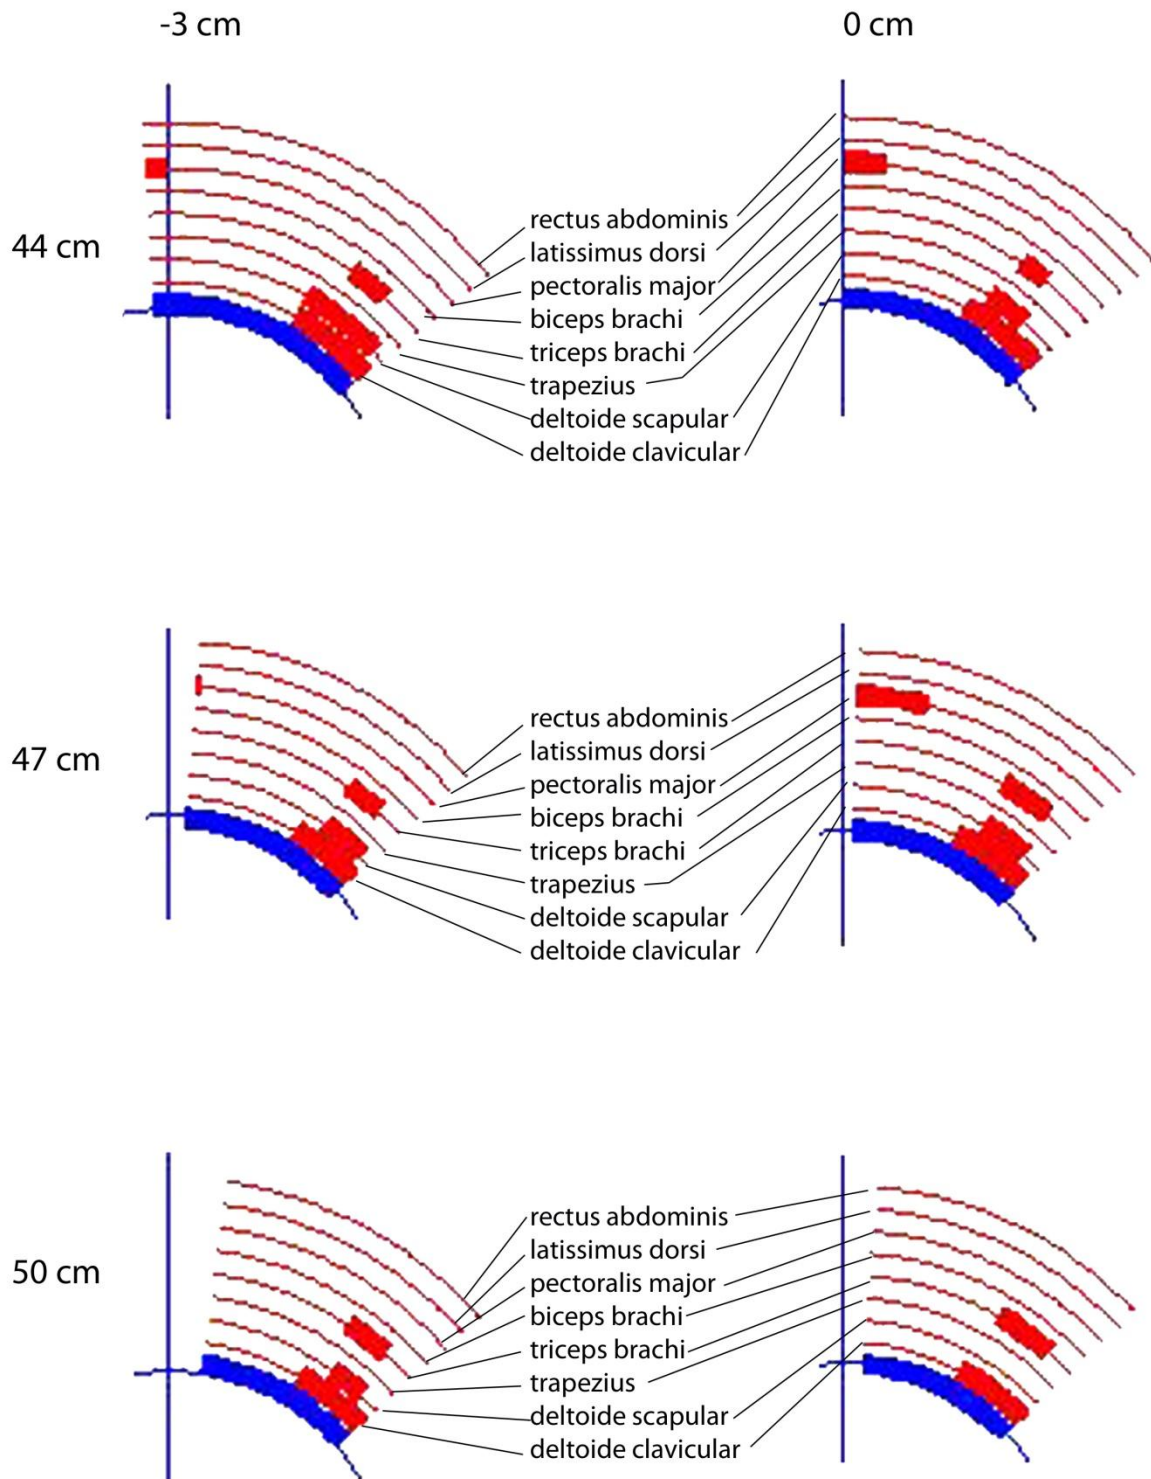 -3 cm
0 cm
44 cm
rectus abdominis
latissimus dorsi
pectoralis major
biceps brachi
triceps brachi
trapezius
deltoide scapular
deltoide clavicular
47 cm
rectus abdominis
latissimus dorsi
pectoralis major
biceps brachi
triceps brachi
trapezius
deltoide scapular
deltoide clavicular
50 cm
rectus abdominis
latissimus dorsi
pectoralis major
biceps brachi
triceps brachi
trapezius
deltoide scapular
deltoide clavicular